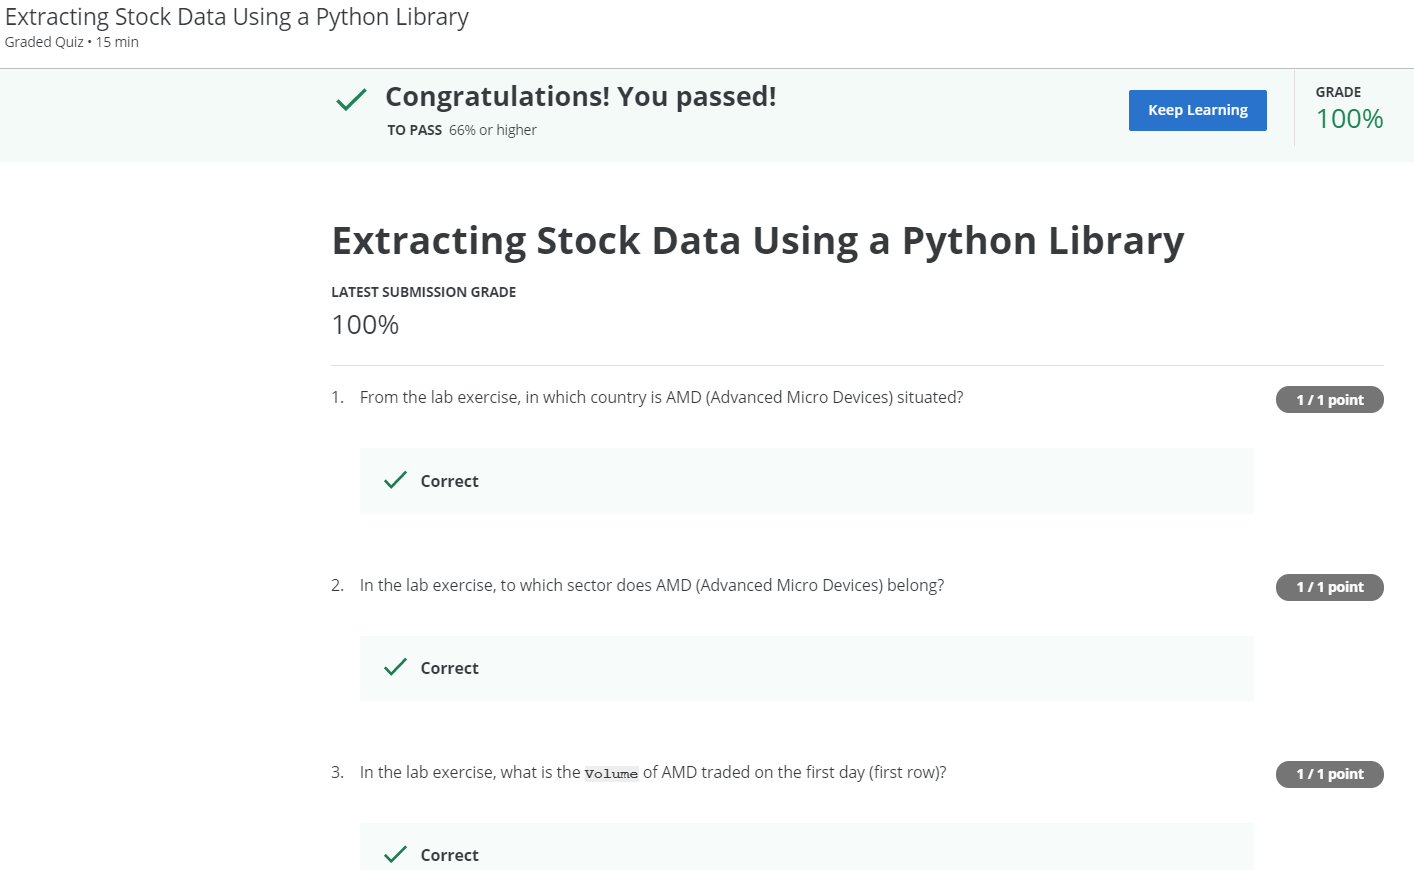 Extracting Stock Data Using a Python Library
Graded Quiz • 15 min
Congratulations! You passed!
TO PASS 66% or higher
Keep Learning
GRADE
100%
Extracting Stock Data Using a Python Library
LATEST SUBMISSION GRADE
100%
1. From the lab exercise, in which country is AMD (Advanced Micro Devices) situated?
1 / 1 point
Correct
2. In the lab exercise, to which sector does AMD (Advanced Micro Devices) belong?
1 / 1 point
Correct
3. In the lab exercise, what is the Volume of AMD traded on the first day (first row)?
1 / 1 point
Correct